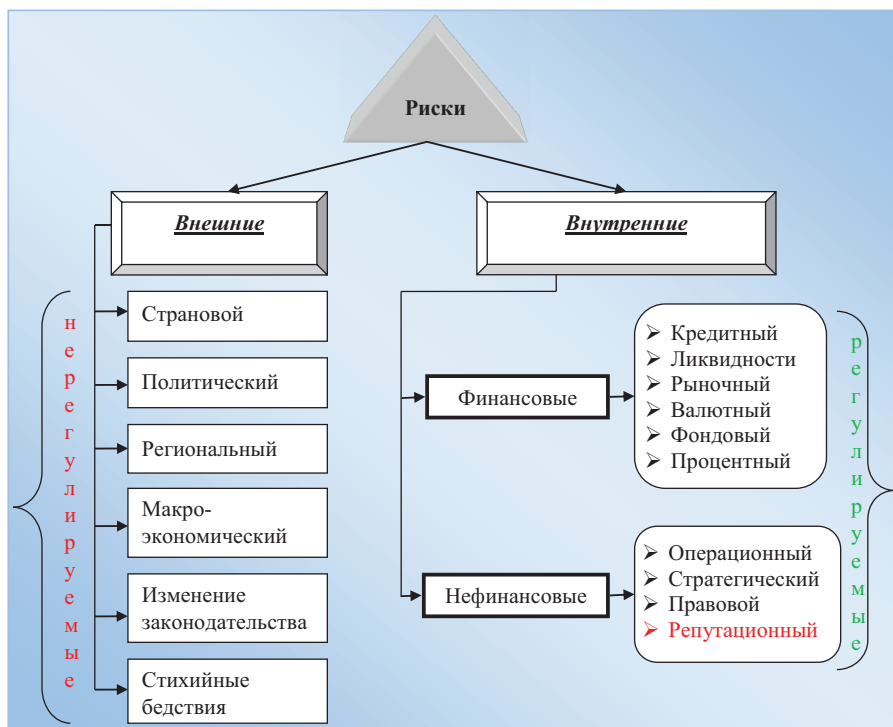 Риски
Внешние
Внутренние
нерегулируемые
Страновой
Политический
Региональный
Макро-
экономический
Изменение
законодательства
Стихийные
бедствия
Финансовые
Кредитный
Ликвидности
Рыночный
Валютный
Фондовый
Процентный
Нефинансовые
Операционный
Стратегический
Правовой
Репутационный
регулируемые